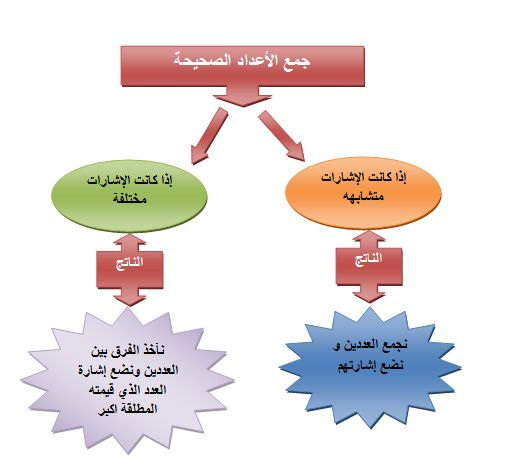 جمع الأعداد الصحيحة
إذا كانت الإشارات
متشابهه
الناتج
نجمع العددين و
نضع إشارتهم
إذا كانت الإشارات
مختلفة
الناتج
نأخذ الفرق بين
العددين ونضع إشارة
العدد الذي قيمته
المطلقة اكبر